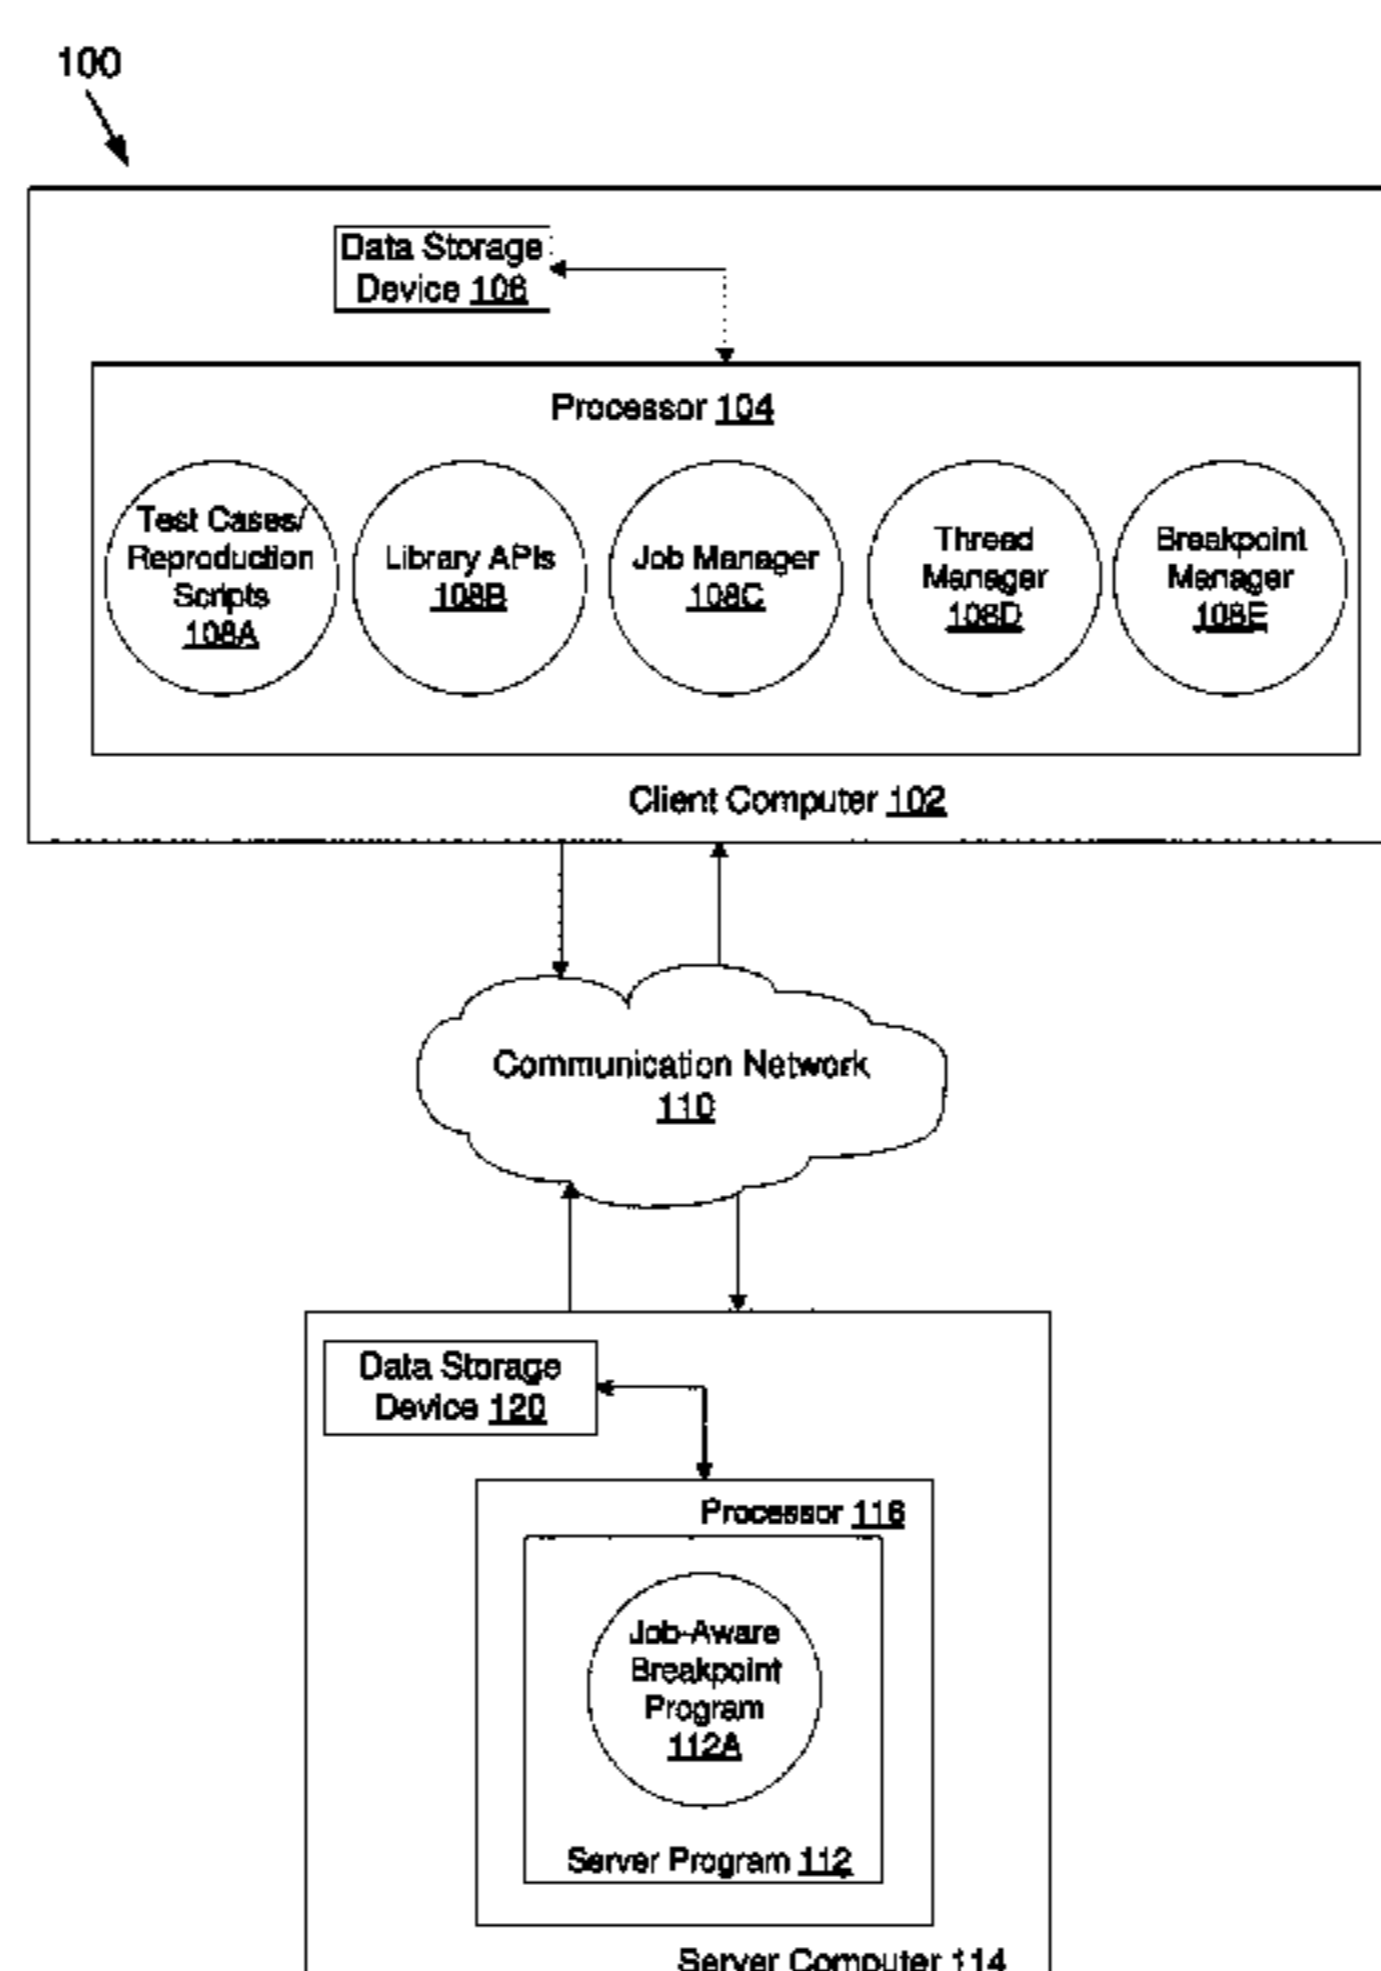 100
Data Storage
Device 106
Processor 104
Test Cases/
Reproduction
Scripts
108A
Library APIs
108B
Job Manager
108C
Thread
Manager
108D
Breakpoint
Manager
108E
Client Computer 102
Communication Network
110
Data Storage
Device 120
Processor 116
Job-Aware
Breakpoint
Program
112A
Server Program 112
Server Computer 114